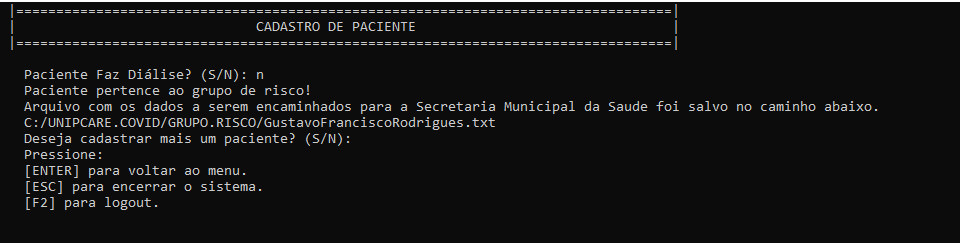 |==================================================================================|
| CADASTRO DE PACIENTE |
|==================================================================================|
Paciente Faz Diálise? (S/N): n
Paciente pertence ao grupo de risco!
Arquivo com os dados a serem encaminhados para a Secretaria Municipal da Saude foi salvo no caminho abaixo.
C:/UNIPCARE.COVID/GRUPO.RISCO/GustavoFranciscoRodrigues.txt
Deseja cadastrar mais um paciente? (S/N):
Pressione:
[ENTER] para voltar ao menu.
[ESC] para encerrar o sistema.
[F2] para logout.